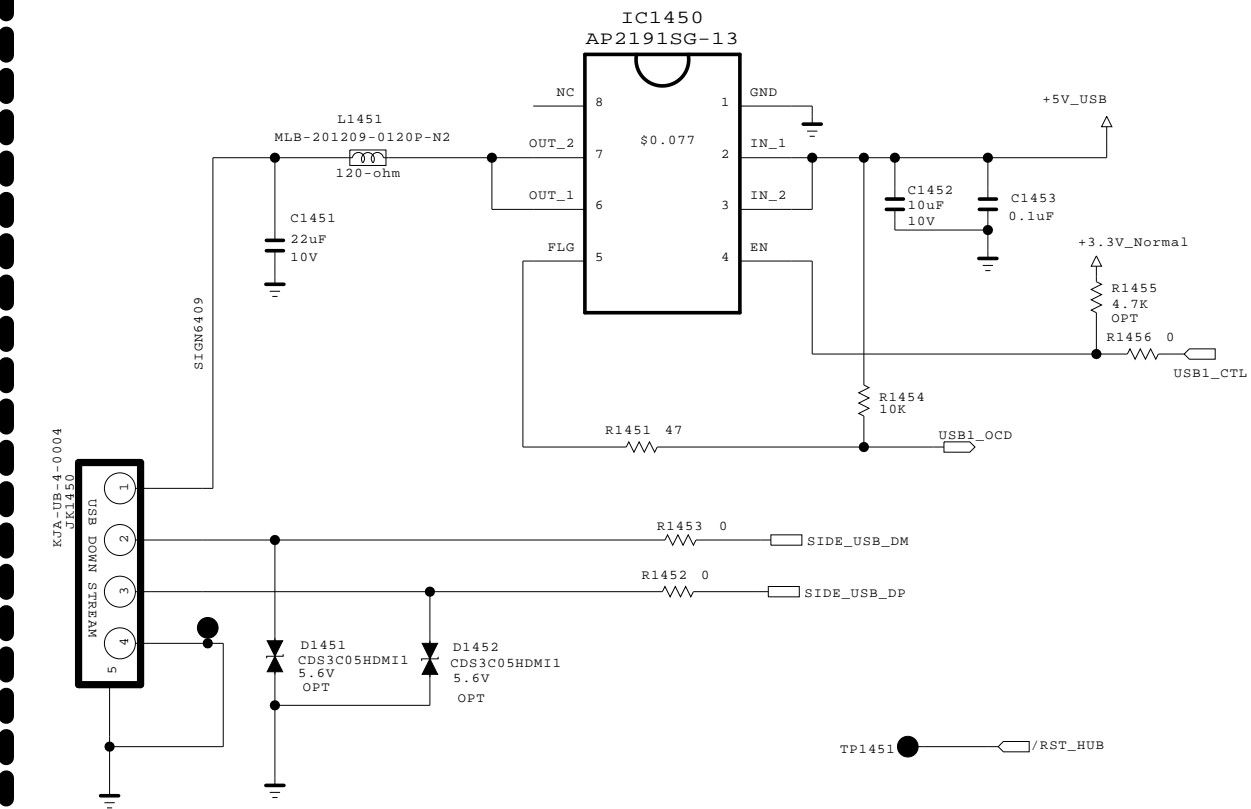 IC1450
AP2191SG-13
NC
8
1
GND
$0.077
OUT_2
7
2
IN_1
OUT_1
6
3
IN_2
FLG
5
4
EN
+5V_USB
L1451
MLB-201209-0120P-N2
120-ohm
C1451
22uF
10V
C1452
10uF
10V
C1453
0.1uF
+3.3V_Normal
R1455
4.7K
OPT
R1456 0
USB1_CTL
SIGN6409
R1454
10K
R1451 47
USB1_OCD
KJA-UB-4-0004
JK1450
USB DOWN STREAM
1
2
3
4
5
R1453 0
SIDE_USB_DM
R1452 0
SIDE_USB_DP
D1451
CDS3C05HDMI1
5.6V
OPT
D1452
CDS3C05HDMI1
5.6V
OPT
TP1451
/RST_HUB